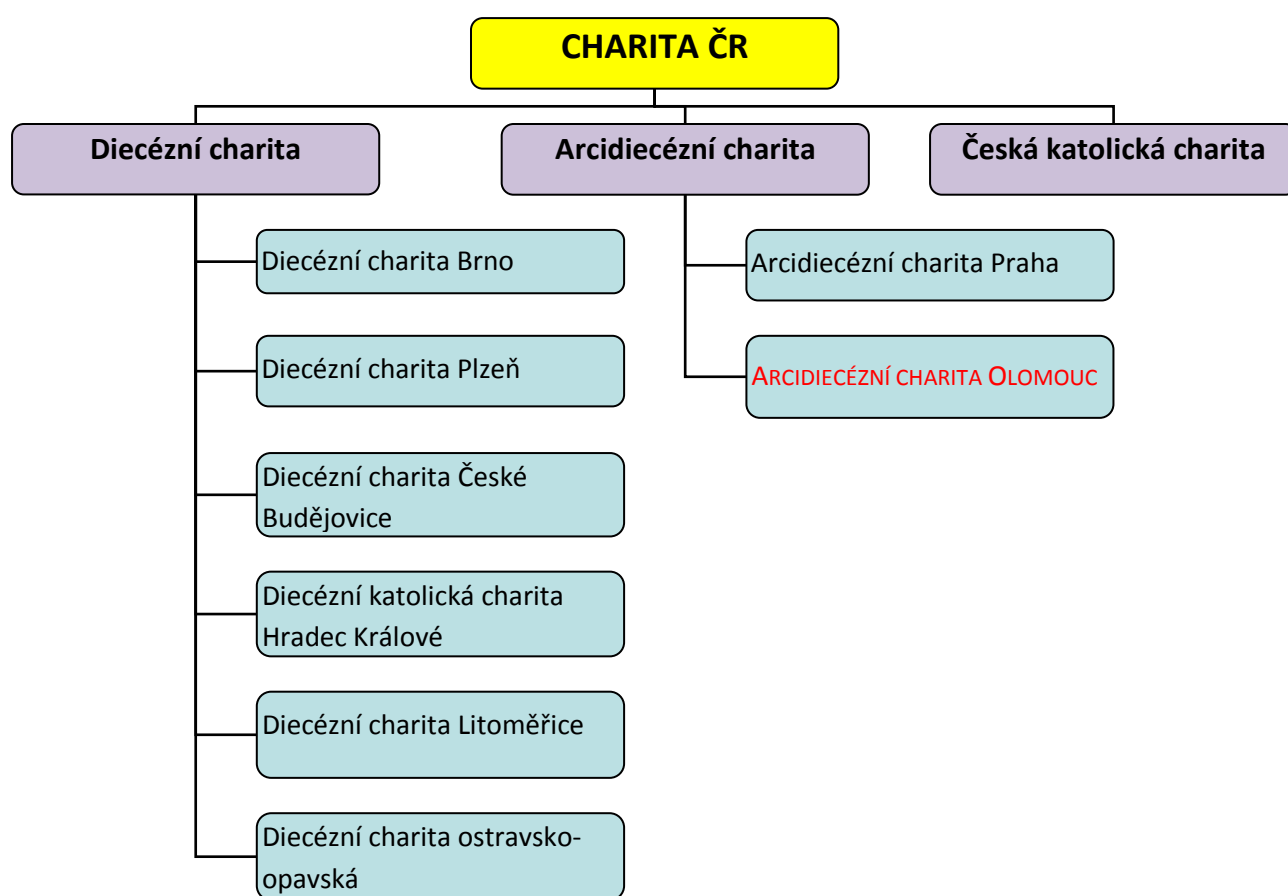 CHARITA ČR
Diecézní charita
Arcidiecézní charita
Česká katolická charita
Diecézní charita Brno
Diecézní charita Plzeň
Diecézní charita České
Budějovice
Diecézní katolická charita
Hradec Králové
Diecézní charita Litoměřice
Diecézní charita ostravsko-
opavská
Arcidiecézní charita Praha
ARCIDIECÉZNÍ CHARITA OLOMOUC